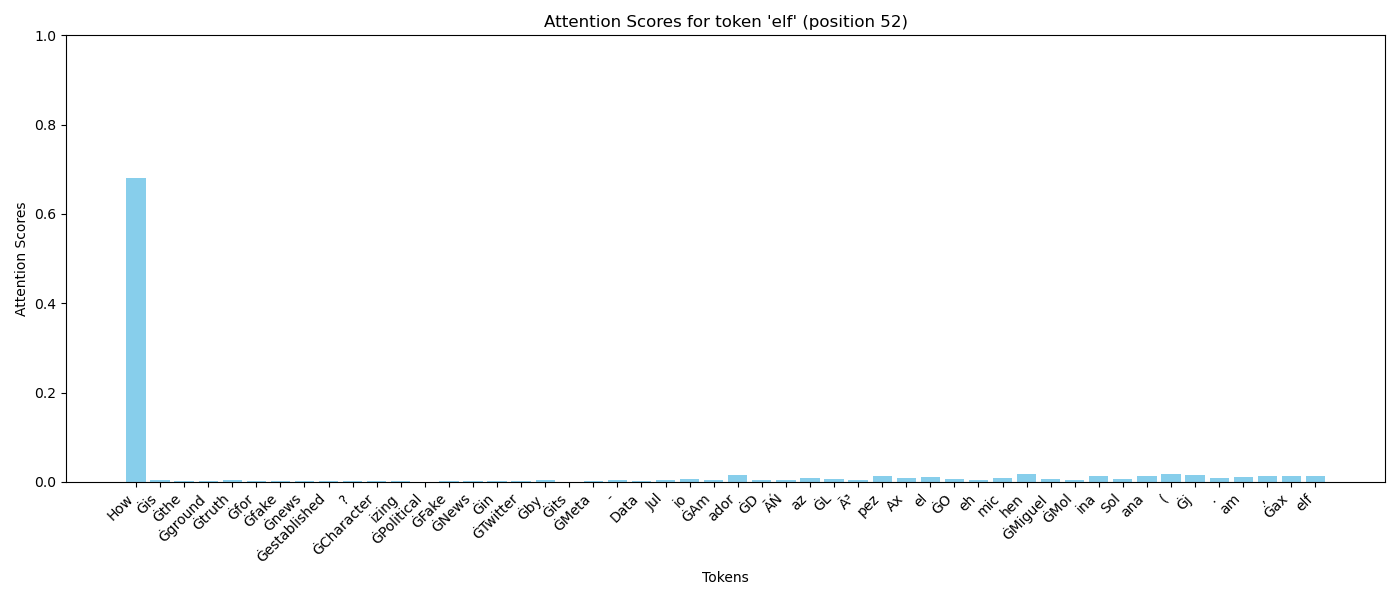 Attention Scores for token 'elf' (position 52)
1.0
0.8
0.6
0.4
0.2
0.0
Attention Scores
How
Ġis
Ġthe
Ġground
Ġtruth
Ġfor
Ġfake
Ġnews
Ġestablished
?
ĠCharacter
izing
ĠPolitical
ĠFake
ĠNews
Ġin
ĠTwitter
Ġby
Ġits
ĠMeta
-
Data
Jul
io
ĠAm
ador
ĠD
ÃŃ
az
ĠL
Ã³
pez
Ax
el
ĠO
eh
mic
hen
ĠMiguel
ĠMol
ina
Sol
ana
(
Ġj
.
am
,
Ġax
elf
Tokens